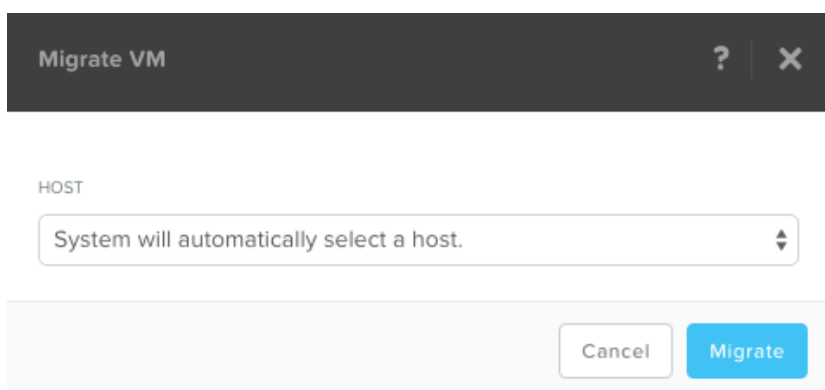 Migrate VM
?
HOST
System will automatically select a host.
Cancel
Migrate